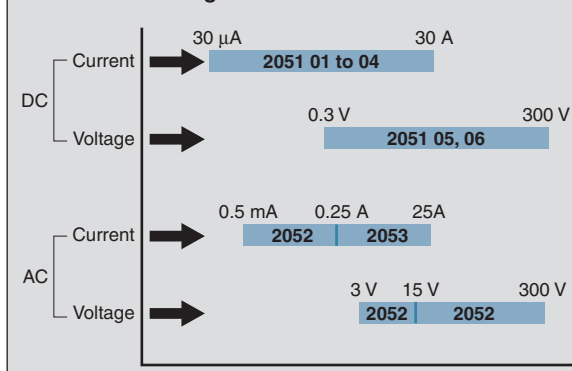 30 µA 30 A
Current 2051 01 to 04
DC
0.3 V 300 V
Voltage 2051 05, 06
0.5 mA 0.25 A 25A
Current 2052 2053
AC
3 V 15 V 300 V
Voltage 2052 2052